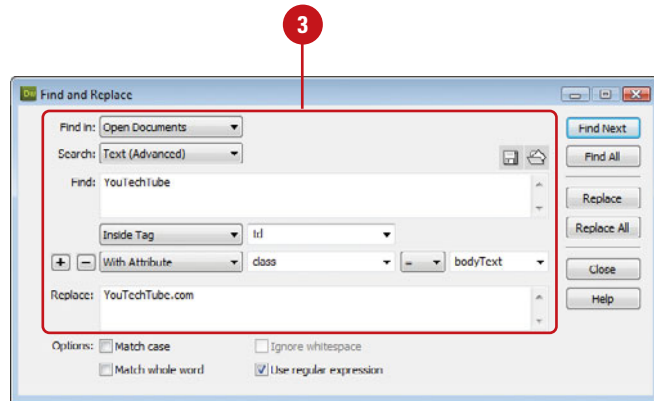 3
Dw Find and Replace
Find in: Open Documents
Find Next
Search: Text (Advanced)
Find All
Find: YouTechTube
Replace
Inside Tag td
Replace All
+ - With Attribute class = bodyText
Close
Replace: YouTechTube.com
Help
Options: Match case Ignore whitespace
Match whole word Use regular expression